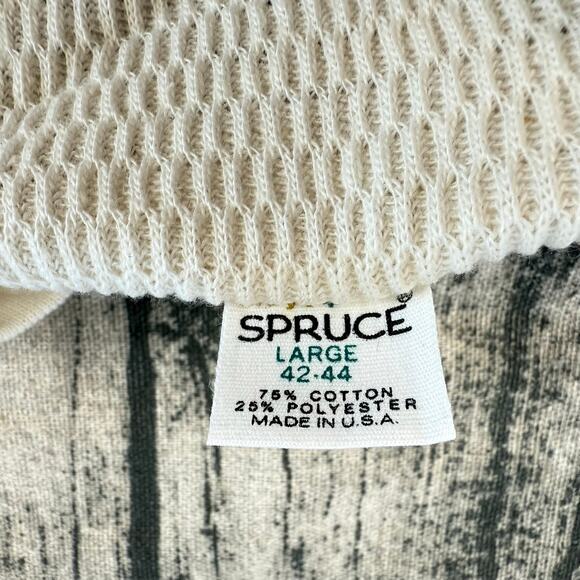 SPRUCE®
LARGE
42-44
75% COTTON
25% POLYESTER
MADE IN U.S.A.